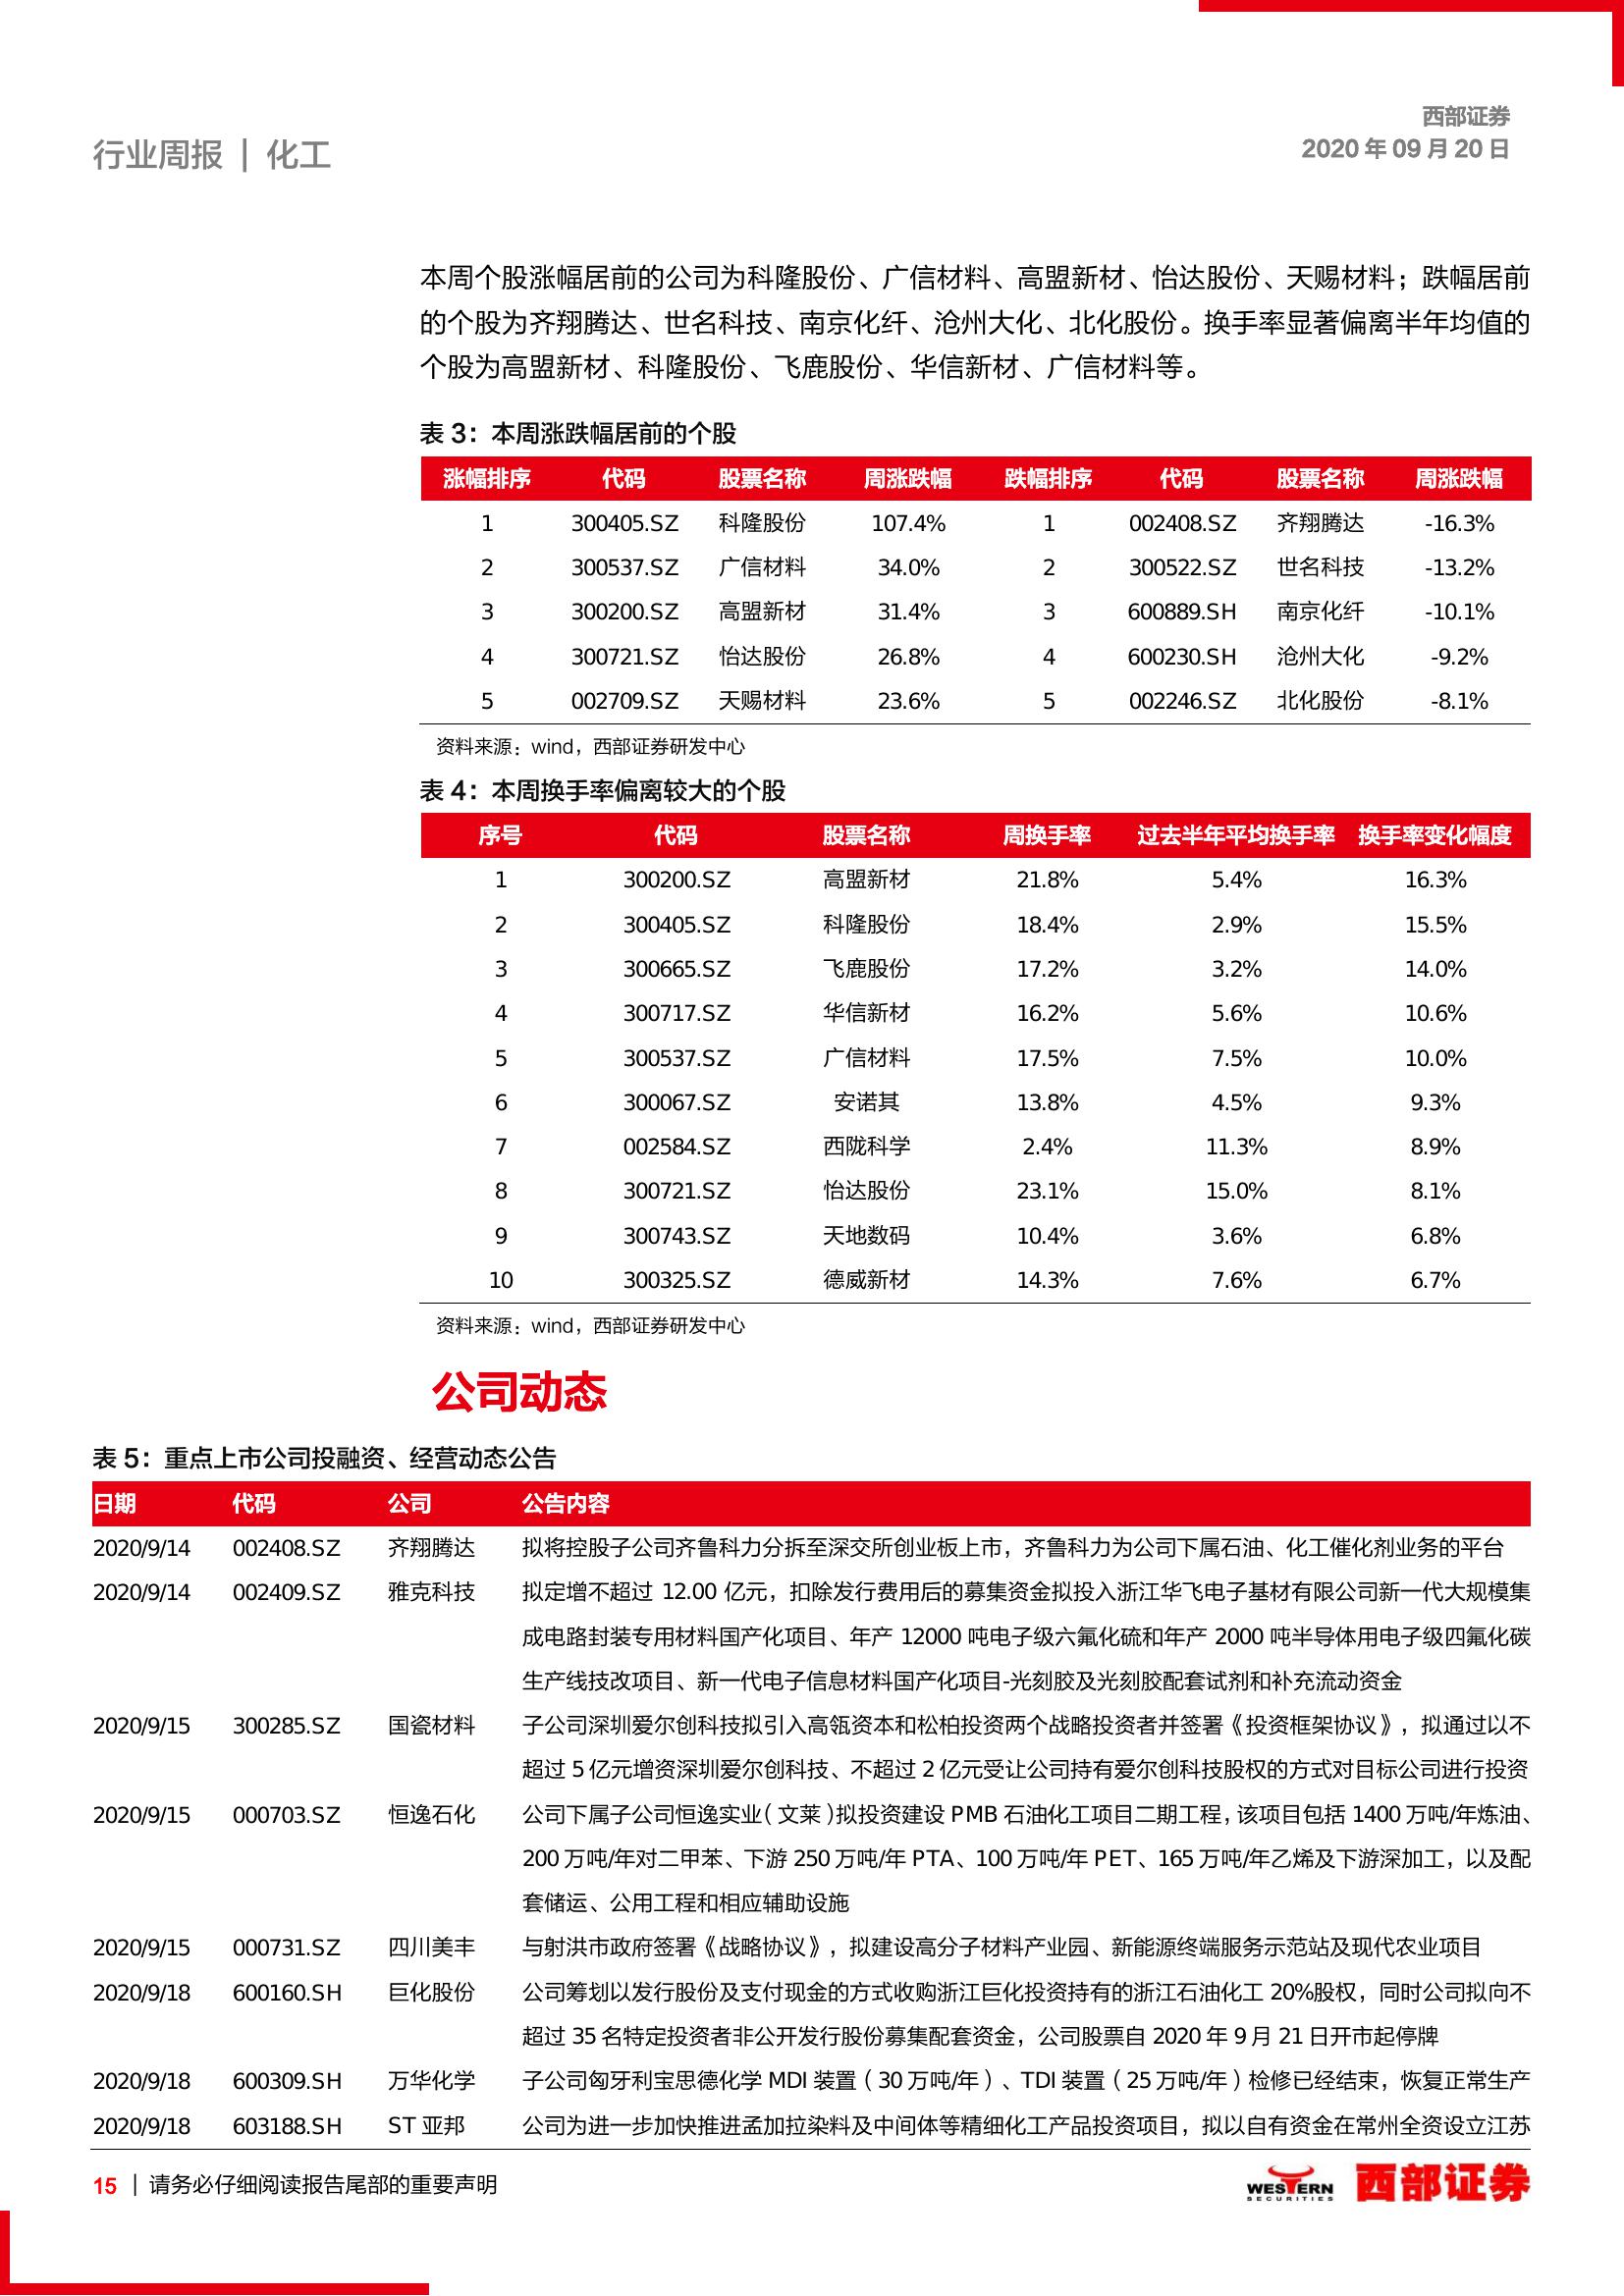 西部证券
2020 年 09 月 20 日
行业周报 | 化工
本周个股涨幅居前的公司为科隆股份、广信材料、高盟新材、怡达股份、天赐材料；跌幅居前
的个股为齐翔腾达、世名科技、南京化纤、沧州大化、北化股份。换手率显著偏离半年均值的
个股为高盟新材、科隆股份、飞鹿股份、华信新材、广信材料等。
表 3：本周涨跌幅居前的个股
涨幅排序 代码 股票名称 周涨跌幅 跌幅排序 代码 股票名称 周涨跌幅
1 300405.SZ 科隆股份 107.4% 1 002408.SZ 齐翔腾达 -16.3%
2 300537.SZ 广信材料 34.0% 2 300522.SZ 世名科技 -13.2%
3 300200.SZ 高盟新材 31.4% 3 600889.SH 南京化纤 -10.1%
4 300721.SZ 怡达股份 26.8% 4 600230.SH 沧州大化 -9.2%
5 002709.SZ 天赐材料 23.6% 5 002246.SZ 北化股份 -8.1%
资料来源：wind，西部证券研发中心
表 4：本周换手率偏离较大的个股
序号 代码 股票名称 周换手率 过去半年平均换手率 换手率变化幅度
1 300200.SZ 高盟新材 21.8% 5.4% 16.3%
2 300405.SZ 科隆股份 18.4% 2.9% 15.5%
3 300665.SZ 飞鹿股份 17.2% 3.2% 14.0%
4 300717.SZ 华信新材 16.2% 5.6% 10.6%
5 300537.SZ 广信材料 17.5% 7.5% 10.0%
6 300067.SZ 安诺其 13.8% 4.5% 9.3%
7 002584.SZ 西陇科学 2.4% 11.3% 8.9%
8 300721.SZ 怡达股份 23.1% 15.0% 8.1%
9 300743.SZ 天地数码 10.4% 3.6% 6.8%
10 300325.SZ 德威新材 14.3% 7.6% 6.7%
资料来源：wind，西部证券研发中心
公司动态
表 5：重点上市公司投融资、经营动态公告
日期 代码 公司 公告内容
2020/9/14 002408.SZ 齐翔腾达 拟将控股子公司齐鲁科力分拆至深交所创业板上市，齐鲁科力为公司下属石油、化工催化剂业务的平台
2020/9/14 002409.SZ 雅克科技 拟定增不超过 12.00 亿元，扣除发行费用后的募集资金拟投入浙江华飞电子基材有限公司新一代大规模集
成电路封装专用材料国产化项目、年产 12000 吨电子级六氟化硫和年产 2000 吨半导体用电子级四氟化碳
生产线技改项目、新一代电子信息材料国产化项目-光刻胶及光刻胶配套试剂和补充流动资金
2020/9/15 300285.SZ 国瓷材料 子公司深圳爱尔创科技拟引入高瓴资本和松柏投资两个战略投资者并签署《投资框架协议》，拟通过以不
超过 5 亿元增资深圳爱尔创科技、不超过 2 亿元受让公司持有爱尔创科技股权的方式对目标公司进行投资
2020/9/15 000703.SZ 恒逸石化 公司下属子公司恒逸实业（文莱）拟投资建设 PMB 石油化工项目二期工程，该项目包括 1400 万吨/年炼油、
200 万吨/年对二甲苯、下游 250 万吨/年 PTA、100 万吨/年 PET、165 万吨/年乙烯及下游深加工，以及配
套储运、公用工程和相应辅助设施
2020/9/15 000731.SZ 四川美丰 与射洪市政府签署《战略协议》，拟建设高分子材料产业园、新能源终端服务示范站及现代农业项目
2020/9/18 600160.SH 巨化股份 公司筹划以发行股份及支付现金的方式收购浙江巨化投资持有的浙江石油化工 20%股权，同时公司拟向不
超过 35 名特定投资者非公开发行股份募集配套资金，公司股票自 2020 年 9 月 21 日开市起停牌
2020/9/18 600309.SH 万华化学 子公司匈牙利宝思德化学 MDI 装置（30 万吨/年）、TDI 装置（25 万吨/年）检修已经结束，恢复正常生产
2020/9/18 603188.SH ST 亚邦 公司为进一步加快推进孟加拉染料及中间体等精细化工产品投资项目，拟以自有资金在常州全资设立江苏
15 | 请务必仔细阅读报告尾部的重要声明
WESTERN
SECURITIES
西部证券